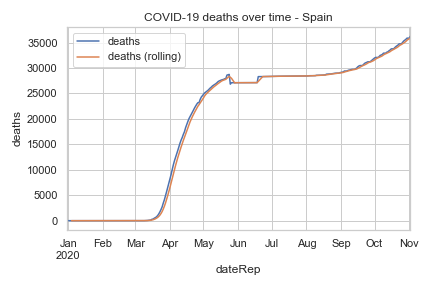 COVID-19 deaths over time - Spain
deaths
deaths (rolling)
35000
30000
25000
20000
15000
10000
5000
0
deaths
Jan Feb Mar Apr May Jun Jul Aug Sep Oct Nov
2020
dateRep